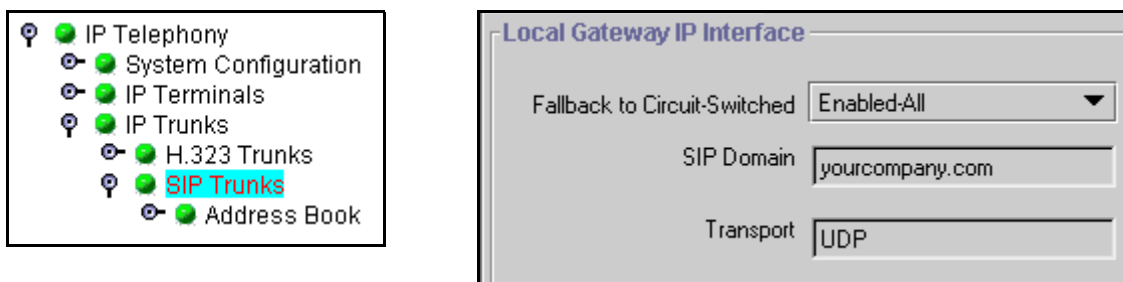 IP Telephony
System Configuration
IP Terminals
IP Trunks
H.323 Trunks
SIP Trunks
Address Book
Local Gateway IP Interface
Fallback to Circuit-Switched Enabled-All
SIP Domain yourcompany.com
Transport UDP